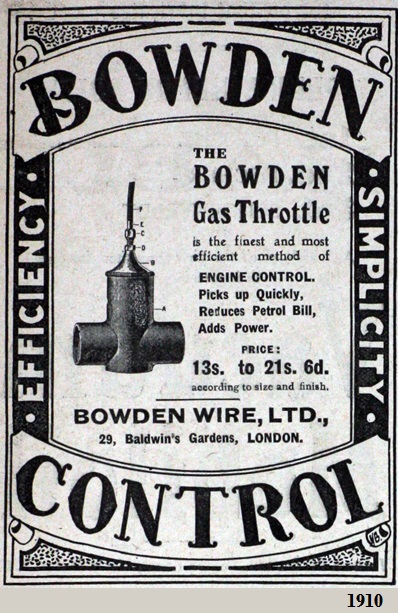 BOWDEN
EFFICIENCY
SIMPLICITY
THE
BOWDEN
Gas Throttle
is the finest and most
efficient method of
ENGINE CONTROL.
Picks up Quickly,
Reduces Petrol Bill,
Adds Power.
PRICE:
13s. to 21s. 6d.
according to size and finish.
F
E
C
D
B
A
BOWDEN WIRE, LTD.,
29, Baldwin's Gardens, LONDON.
CONTROL
1910